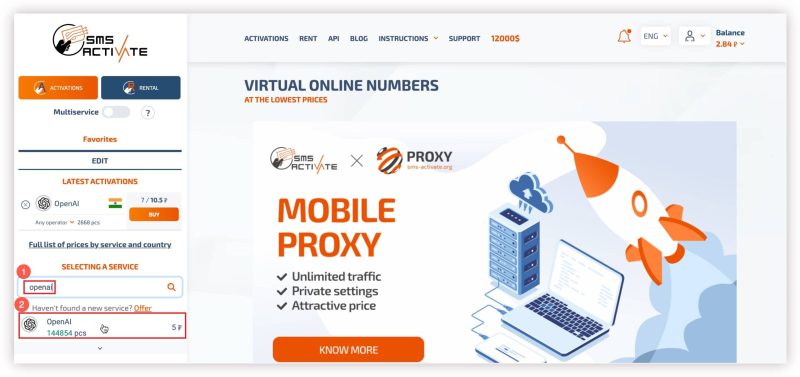 SMS
ACTIVATE
ACTIVATIONS RENT API BLOG INSTRUCTIONS SUPPORT 12000$
ENG
Balance
2.84 ₽
ACTIVATIONS
RENTAL
Multiservice
?
Favorites
EDIT
LATEST ACTIVATIONS
OpenAI
7 / 10.5 ₽
BUY
Any operator 2668 pcs
Full list of prices by service and country
SELECTING A SERVICE
1
openai
2
Haven't found a new service? Offer
OpenAI
144854 pcs
5 ₽
VIRTUAL ONLINE NUMBERS
AT THE LOWEST PRICES
SMS
ACTIVATE
PROXY
sms-activate.org
MOBILE
PROXY
Unlimited traffic
Private settings
Attractive price
KNOW MORE